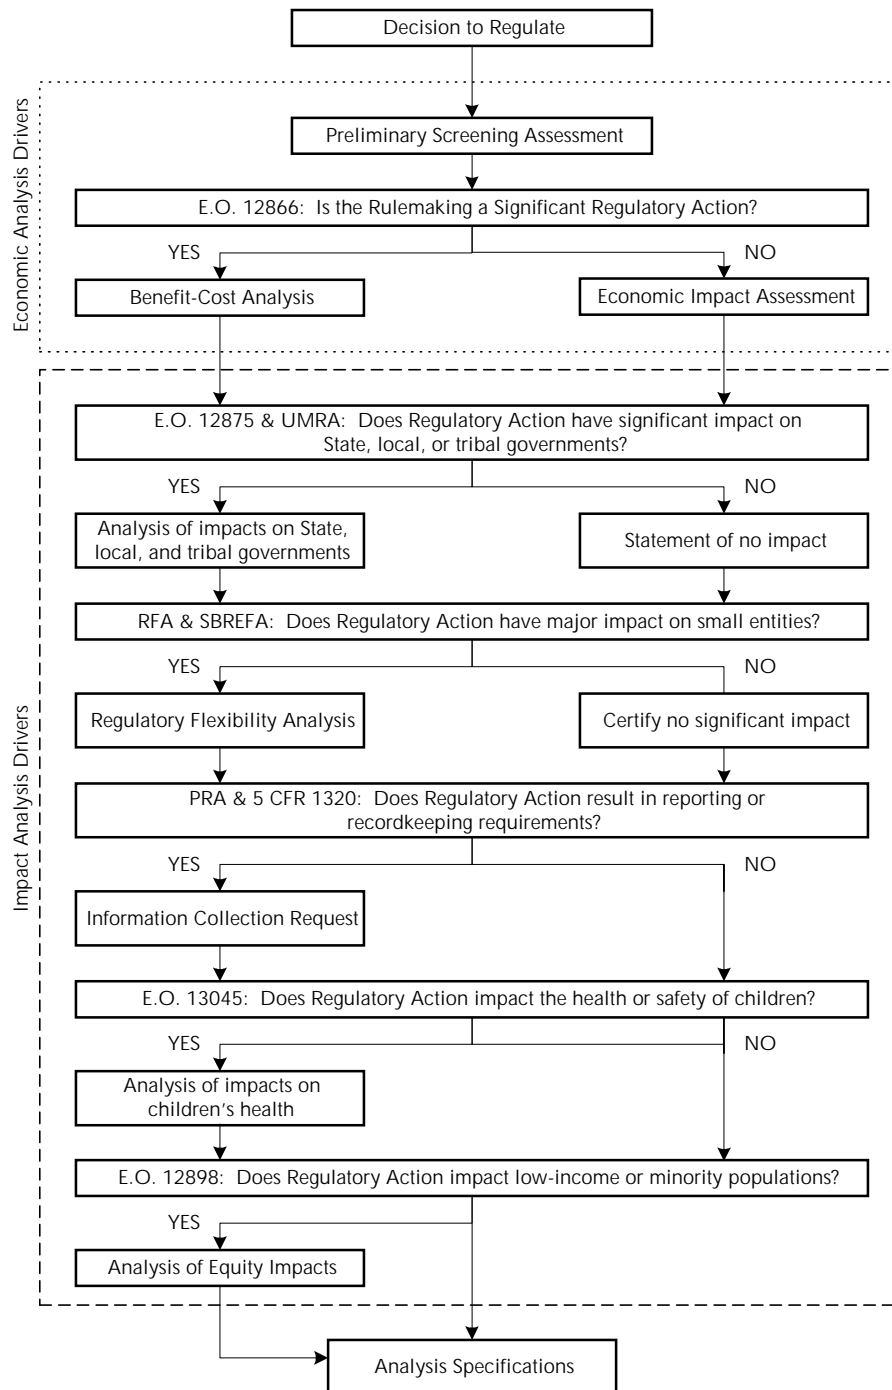 Decision to Regulate
Economic Analysis Drivers
Preliminary Screening Assessment
E.O. 12866: Is the Rulemaking a Significant Regulatory Action?
YES
NO
Benefit-Cost Analysis
Economic Impact Assessment
Impact Analysis Drivers
E.O. 12875 & UMRA: Does Regulatory Action have significant impact on
State, local, or tribal governments?
YES
NO
Analysis of impacts on State,
local, and tribal governments
Statement of no impact
RFA & SBREFA: Does Regulatory Action have major impact on small entities?
YES
NO
Regulatory Flexibility Analysis
Certify no significant impact
PRA & 5 CFR 1320: Does Regulatory Action result in reporting or
recordkeeping requirements?
YES
NO
Information Collection Request
E.O. 13045: Does Regulatory Action impact the health or safety of children?
YES
NO
Analysis of impacts on
children's health
E.O. 12898: Does Regulatory Action impact low-income or minority populations?
YES
Analysis of Equity Impacts
Analysis Specifications